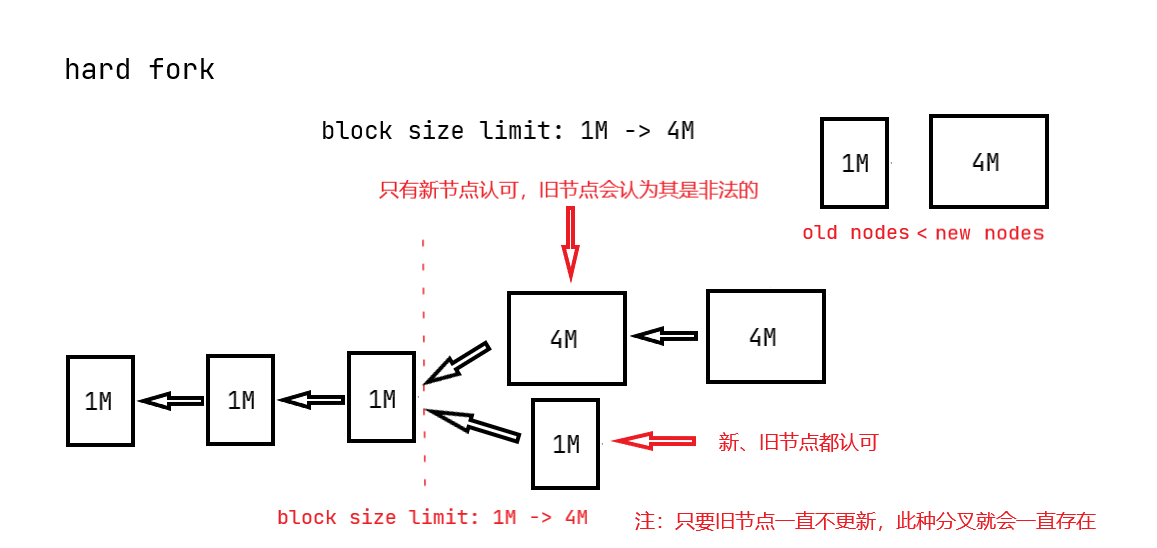 hard fork
block size limit: 1M -> 4M
1M
4M
只有新节点认可，旧节点会认为其是非法的
old nodes < new nodes
4M
4M
1M
1M
1M
1M
新、旧节点都认可
block size limit: 1M -> 4M
注：只要旧节点一直不更新，此种分叉就会一直存在